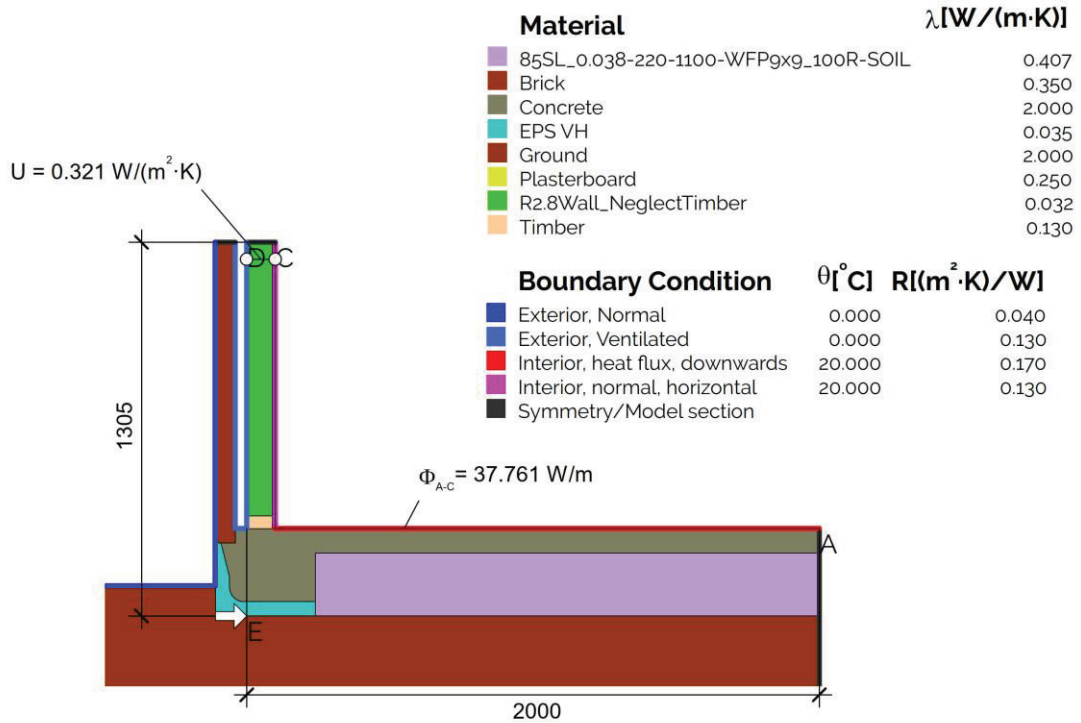 Material λ[W/(m·K)]
85SL_0.038-220-1100-WFP9x9_100R-SOIL 0.407
Brick 0.350
Concrete 2.000
EPS VH 0.035
Ground 2.000
Plasterboard 0.250
R2.8Wall_NeglectTimber 0.032
Timber 0.130
Boundary Condition θ[°C] R[(m²·K)/W]
Exterior, Normal 0.000 0.040
Exterior, Ventilated 0.000 0.130
Interior, heat flux, downwards 20.000 0.170
Interior, normal, horizontal 20.000 0.130
Symmetry/Model section
U = 0.321 W/(m²·K)
D C
1305
Φ_A-C = 37.761 W/m
A
E
2000